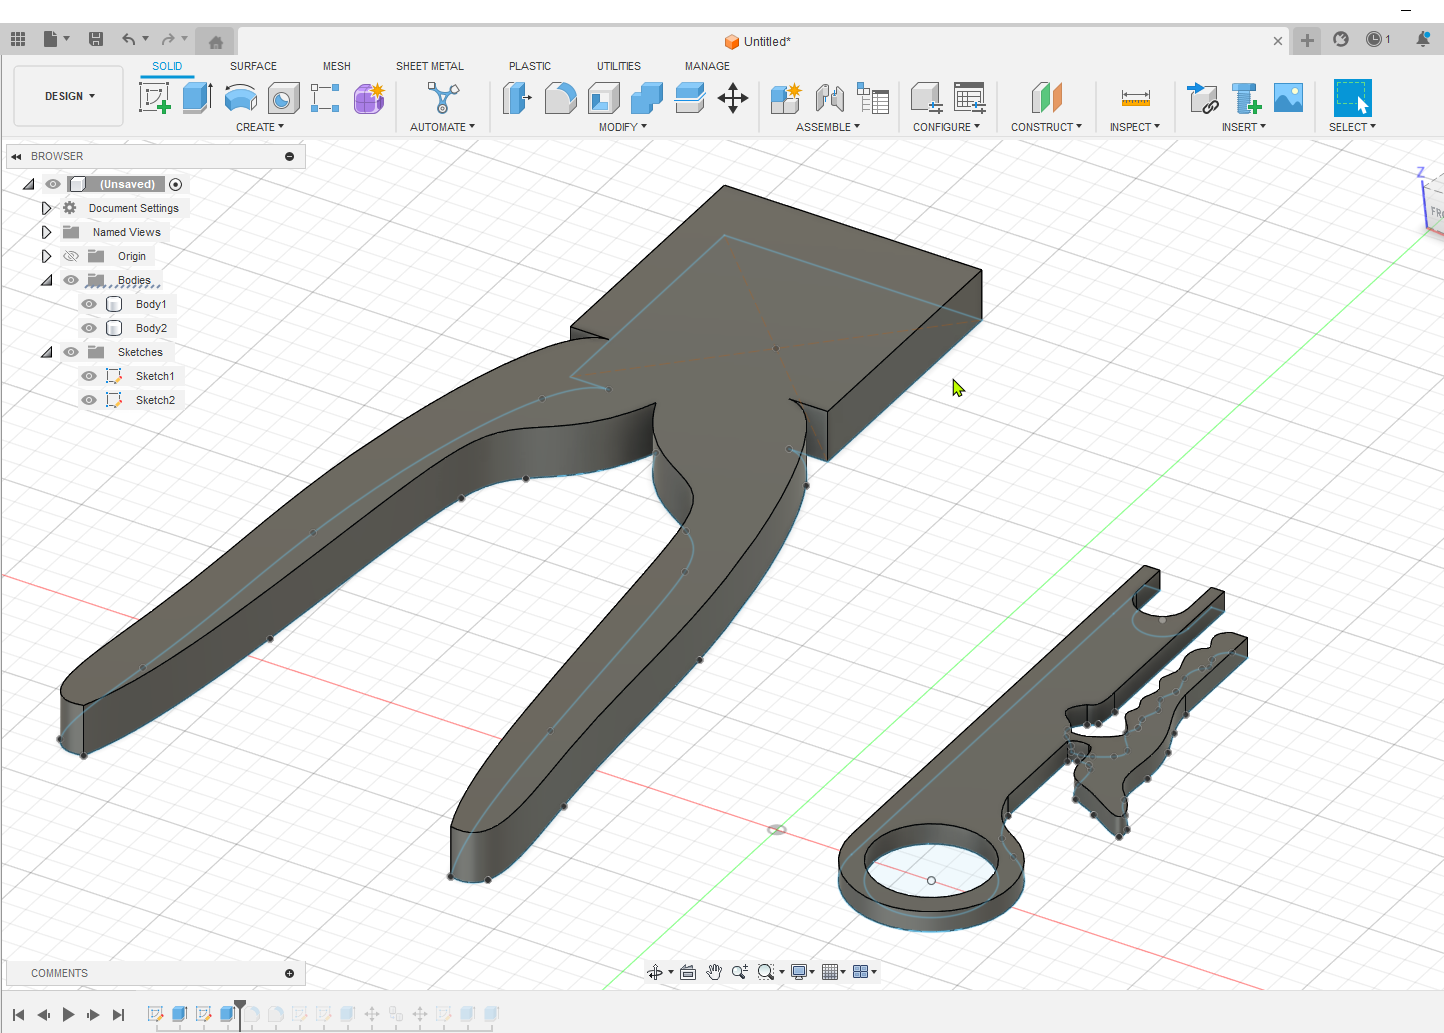 Untitled*
1
SOLID SURFACE MESH SHEET METAL PLASTIC UTILITIES MANAGE
DESIGN
CREATE AUTOMATE MODIFY ASSEMBLE CONFIGURE CONSTRUCT INSPECT INSERT SELECT
BROWSER
(Unsaved)
Document Settings
Named Views
Origin
Bodies
Body1
Body2
Sketches
Sketch1
Sketch2
Z
COMMENTS